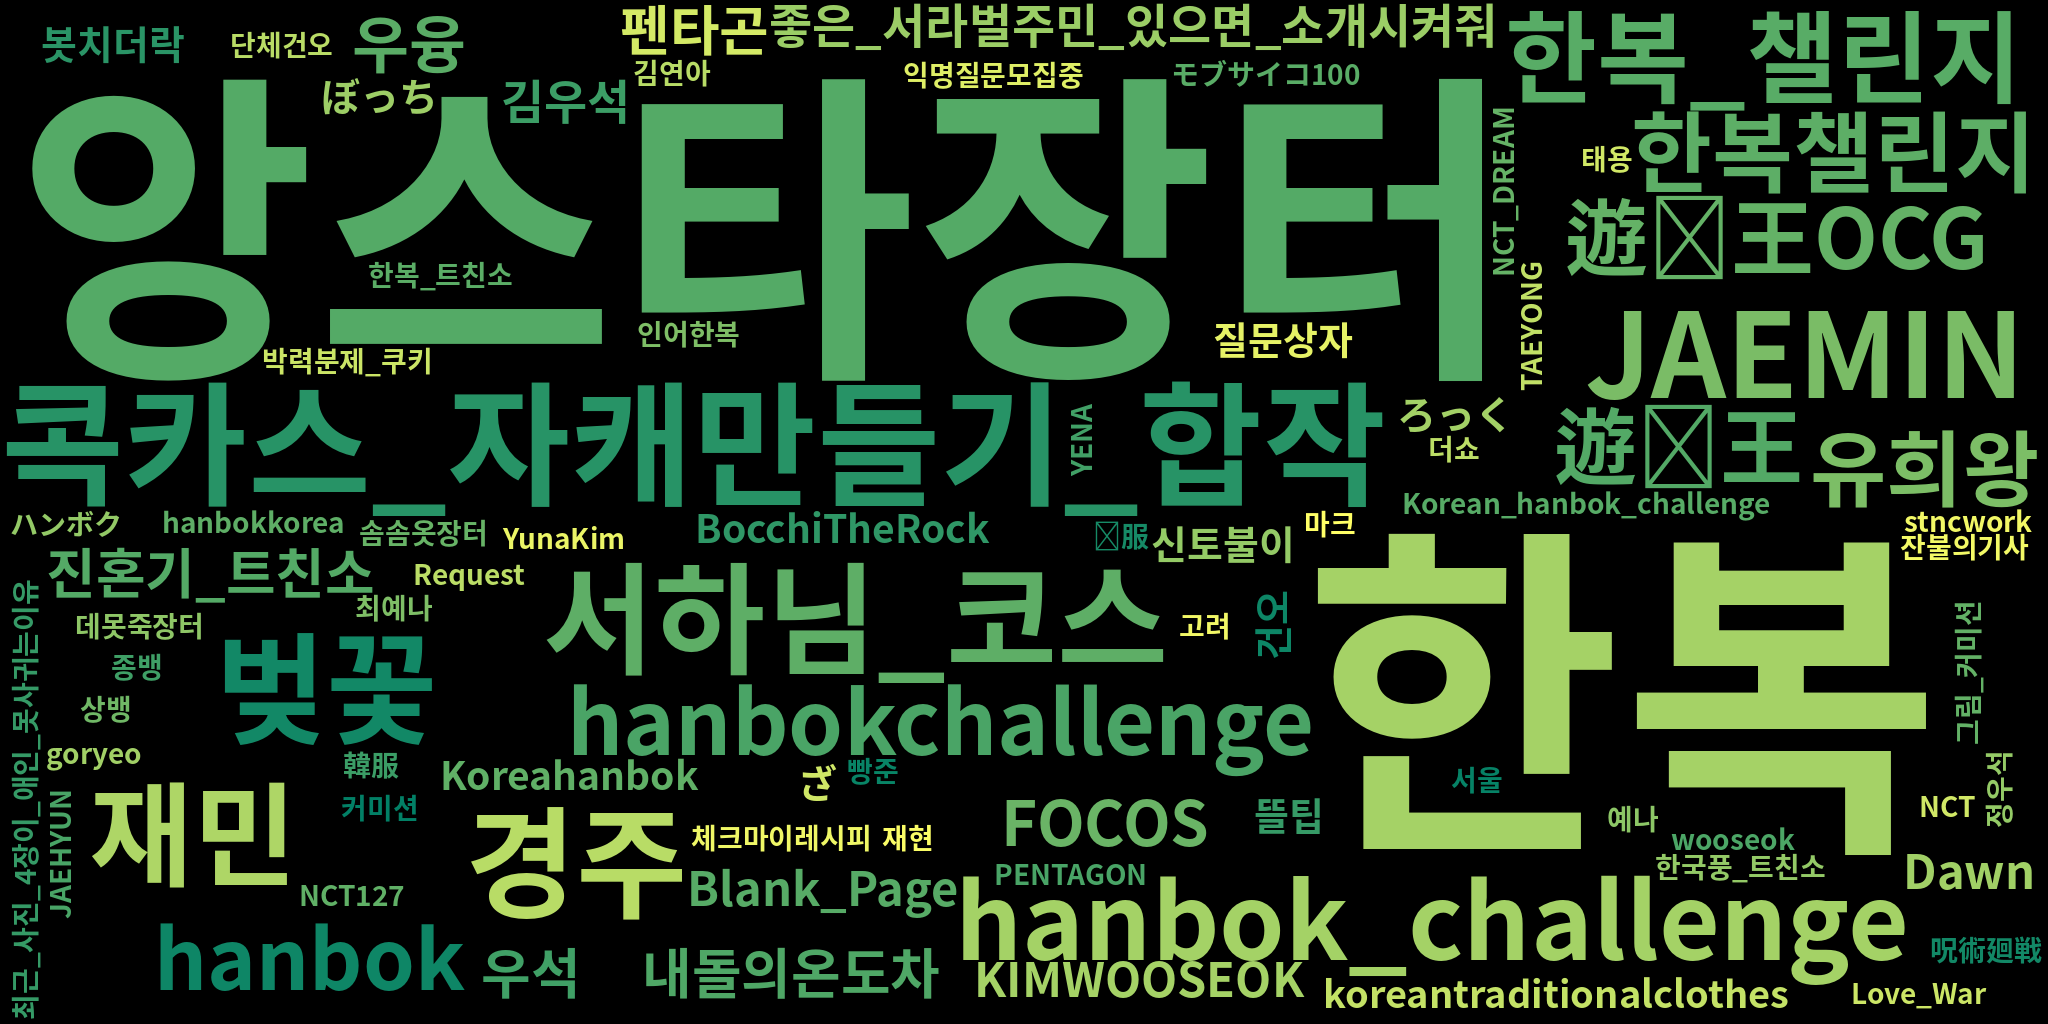 봇치더락
단체건오
우융
펜타곤
좋은_서라벌주민_있으면_소개시켜줘
한복_챌린지
ぼっち
김우석
김연아
익명질문모집중
モブサイコ100
앙스타장터
NCT_DREAM
태용
한복챌린지
遊 王OCG
한복_트친소
TAEYONG
인어한복
질문상자
박력분제_쿠키
JAEMIN
콕카스_자캐만들기_합작
YENA
ろっく
더쇼
遊 王
유희왕
Korean_hanbok_challenge
ハンボク
hanbokkorea
솜솜옷장터
YunaKim
BocchiTheRock
服
신토불이
마크
stncwork
잔불의기사
진혼기_트친소
Request
최예나
서하님_코스
고려
건오
한복
데못죽장터
종뱅
상뱅
벚꽃
최근_사진_4장이_애인_못사귀는이유
그림_커미션
goryeo
韓服
커미션
hanbokchallenge
Koreahanbok
ざ
빵준
서울
정우석
NCT
재민
JAEHYUN
경주
체크마이레시피
재현
FOCOS
뜰팁
예나
wooseok
한국풍_트친소
Dawn
NCT127
Blank_Page
PENTAGON
hanbok_challenge
hanbok
우석
내돌의온도차
KIMWOOSEOK
koreantraditionalclothes
呪術廻戦
Love_War